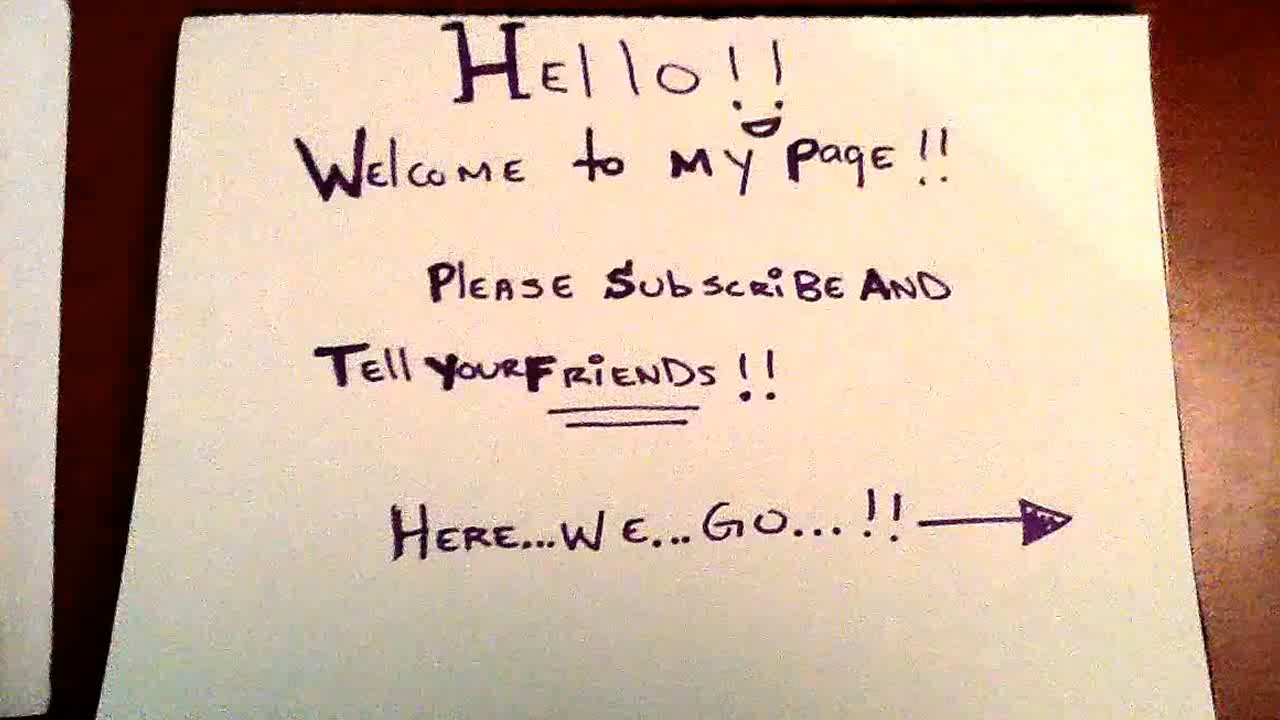 Hello!!
Welcome to my page!!
Please Subscribe And
Tell your Friends!!
Here...We...Go...!!